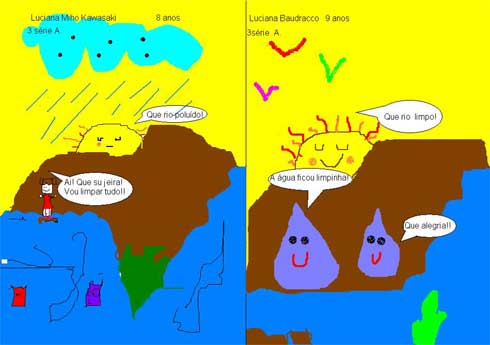 Luciana Miho Kawasaki 8 anos
3 série A
Que rio poluído!
Ai! Que sujeira!
Vou limpar tudo!!
Luciana Baudracco 9 anos
3série A.
Que rio limpo!
A água ficou limpinha!
Que alegria!!